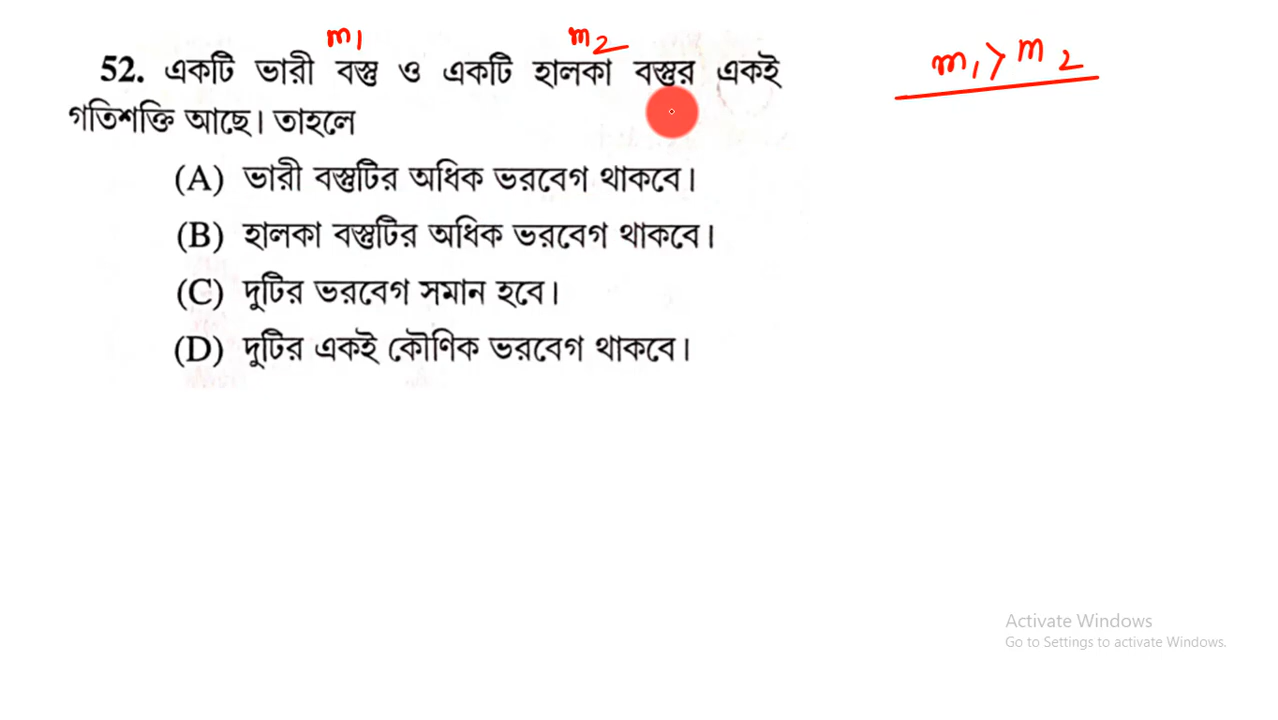 m1 m2
m1 > m2
52. একটি ভারী বস্তু ও একটি হালকা বস্তুর একই
গতিশক্তি আছে। তাহলে
(A) ভারী বস্তুটির অধিক ভরবেগ থাকবে।
(B) হালকা বস্তুটির অধিক ভরবেগ থাকবে।
(C) দুটির ভরবেগ সমান হবে।
(D) দুটির একই কৌণিক ভরবেগ থাকবে।
Activate Windows
Go to Settings to activate Windows.